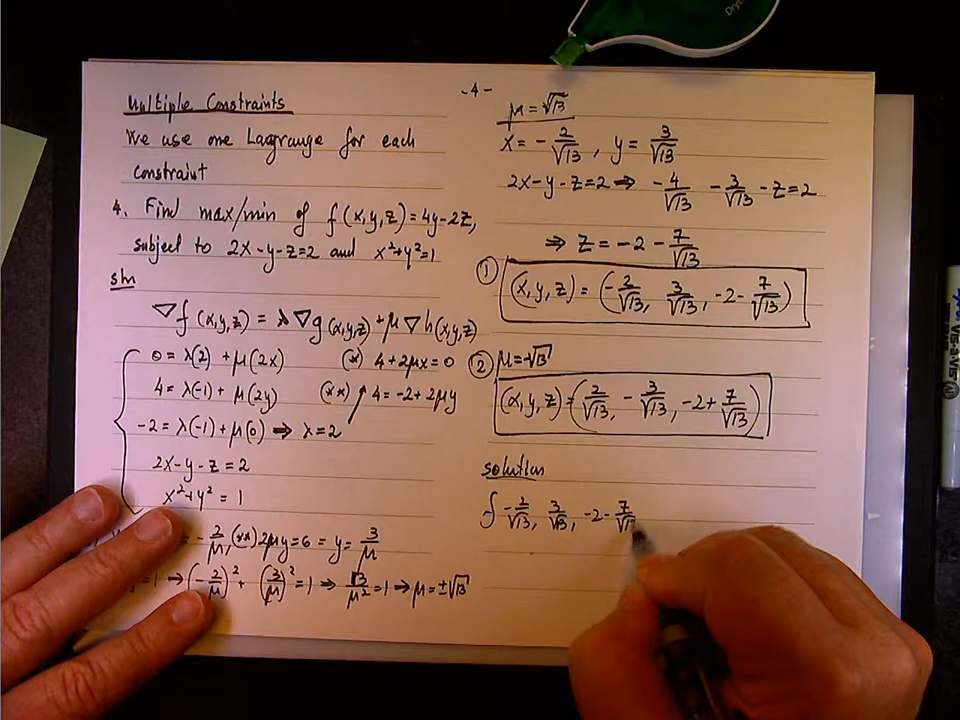 -4-
Multiple Constraints
We use one Lagrange for each
constraint
4. Find max/min of f(x,y,z) = 4y-2z,
subject to 2x-y-z=2 and x²+y²=1
soln
∇f(x,y,z) = λ∇g(x,y,z) + μ∇h(x,y,z)
0 = λ(2) + μ(2x) (*) 4+2μx=0
4 = λ(-1) + μ(2y) (**) 4 = -2+2μy
-2 = λ(-1) + μ(0) ⇒ λ=2
2x-y-z = 2
x²+y² = 1
= -2/μ, (**) 2μy=6 = y= 3/μ
=1 → (-2/μ)² + (3/μ)² = 1 ⇒ 13/μ² = 1 → μ = ±√13
μ = √13
x = -2/√13 , y = 3/√13
2x-y-z=2 ⇒ -4/√13 -3/√13 -z=2
⇒ z = -2 - 7/√13
① (x,y,z) = (-2/√13, 3/√13, -2- 7/√13)
② μ=-√13
(x,y,z) = (2/√13, -3/√13, -2+ 7/√13)
solution
f -2/√13, 3/√13, -2- 7/√13